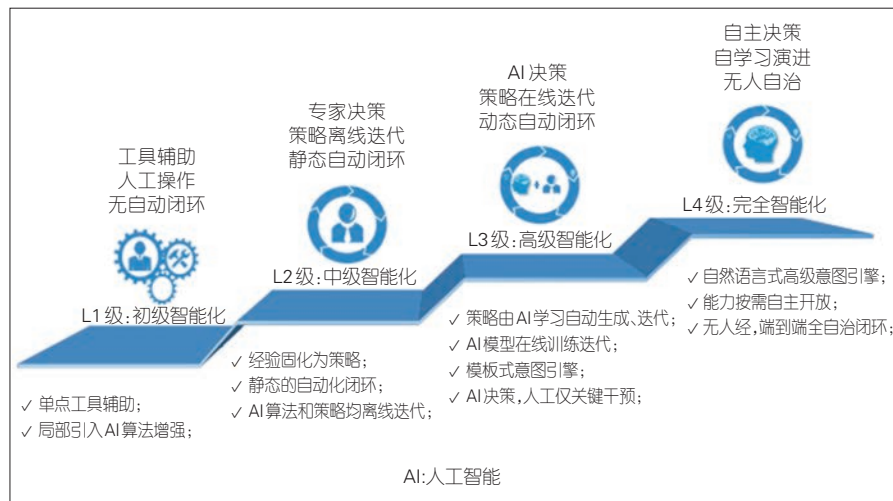 工具辅助
人工操作
无自动闭环
L1级:初级智能化
✓ 单点工具辅助;
✓ 局部引入AI算法增强;
专家决策
策略离线迭代
静态自动闭环
L2级:中级智能化
✓ 经验固化为策略;
✓ 静态的自动化闭环;
✓ AI算法和策略均离线迭代;
AI决策
策略在线迭代
动态自动闭环
L3级:高级智能化
✓ 策略由AI学习自动生成、迭代;
✓ AI模型在线训练迭代;
✓ 模板式意图引擎;
✓ AI决策,人工仅关键干预;
自主决策
自学习演进
无人自治
L4级:完全智能化
✓ 自然语言式高级意图引擎;
✓ 能力按需自主开放;
✓ 无人经,端到端全自治闭环;
AI:人工智能